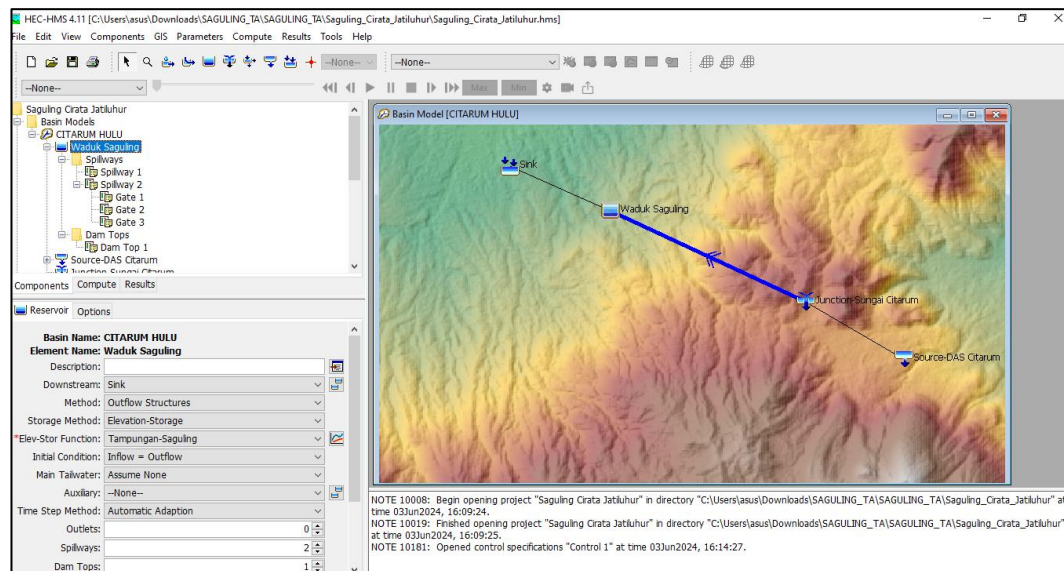 HEC-HMS 4.11 [C:\Users\asus\Downloads\SAGULING_TA\SAGULING_TA\Saguling_Cirata_Jatiluhur\Saguling_Cirata_Jatiluhur.hms]
File Edit View Components GIS Parameters Compute Results Tools Help
--None-- --None--
--None-- Max Min
Saguling Cirata Jatiluhur
Basin Models
CITARUM HULU
Waduk Saguling
Spillways
Spillway 1
Spillway 2
Gate 1
Gate 2
Gate 3
Dam Tops
Dam Top 1
Source-DAS Citarum
Junction-Sungai Citarum
Components Compute Results
Reservoir Options
Basin Name: CITARUM HULU
Element Name: Waduk Saguling
Description:
Downstream: Sink
Method: Outflow Structures
Storage Method: Elevation-Storage
*Elev-Stor Function: Tampungan-Saguling
Initial Condition: Inflow = Outflow
Main Tailwater: Assume None
Auxiliary: --None--
Time Step Method: Automatic Adaption
Outlets: 0
Spillways: 2
Dam Tops: 1
Basin Model [CITARUM HULU]
Sink
Waduk Saguling
Junction-Sungai Citarum
Source-DAS Citarum
NOTE 10008: Begin opening project "Saguling Cirata Jatiluhur" in directory "C:\Users\asus\Downloads\SAGULING_TA\SAGULING_TA\Saguling_Cirata_Jatiluhur" at
time 03Jun2024, 16:09:24.
NOTE 10019: Finished opening project "Saguling Cirata Jatiluhur" in directory "C:\Users\asus\Downloads\SAGULING_TA\SAGULING_TA\Saguling_Cirata_Jatiluhur"
at time 03Jun2024, 16:09:25.
NOTE 10181: Opened control specifications "Control 1" at time 03Jun2024, 16:14:27.